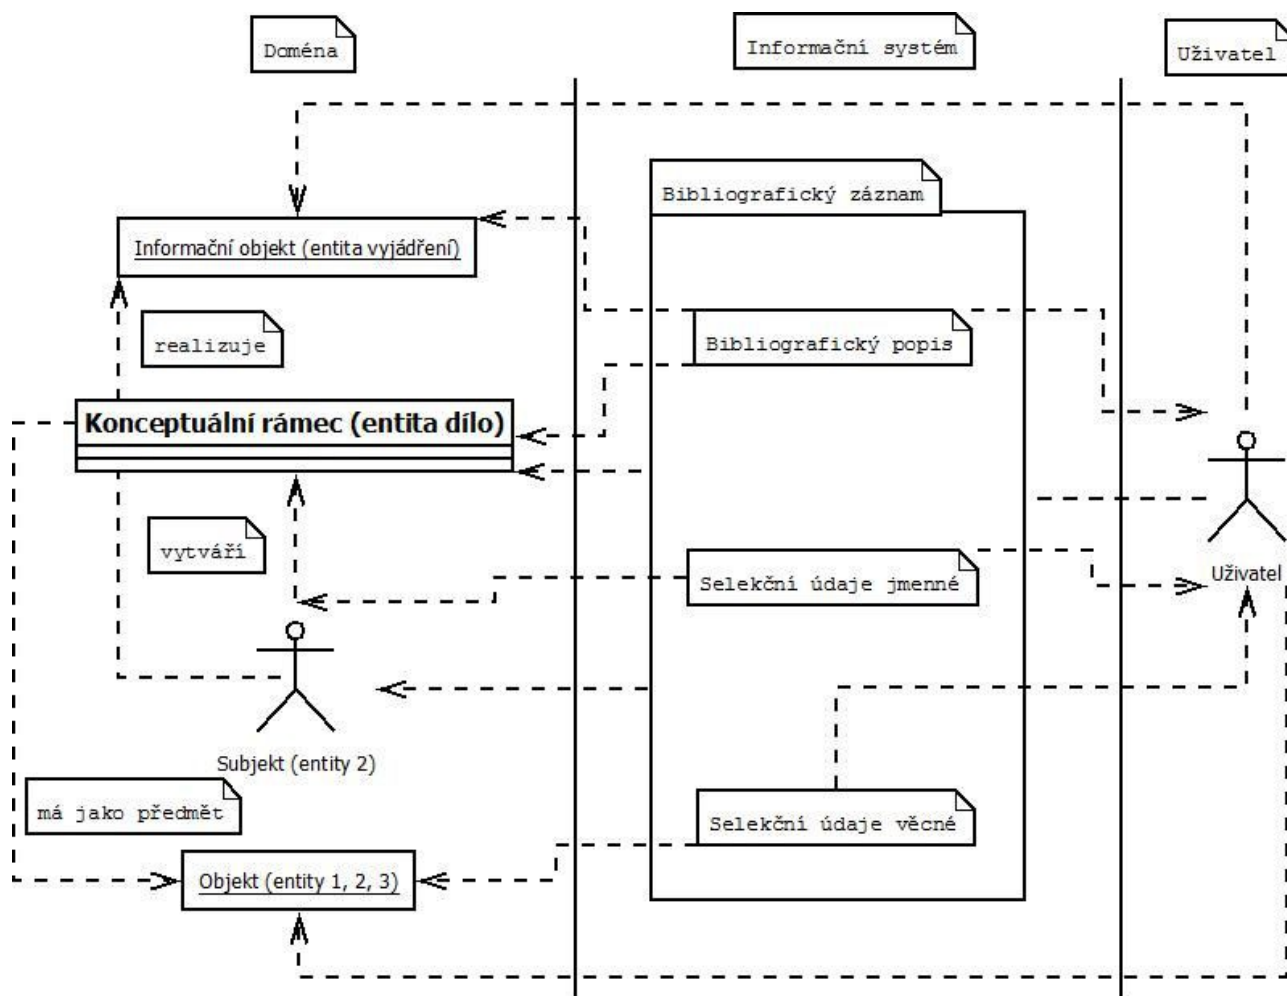 Doména
Informační systém
Uživatel
Bibliografický záznam
Informační objekt (entita vyjádření)
realizuje
Bibliografický popis
Konceptuální rámec (entita dílo)
vytváří
Selekční údaje jmenné
Uživatel
Subjekt (entity 2)
má jako předmět
Selekční údaje věcné
Objekt (entity 1, 2, 3)